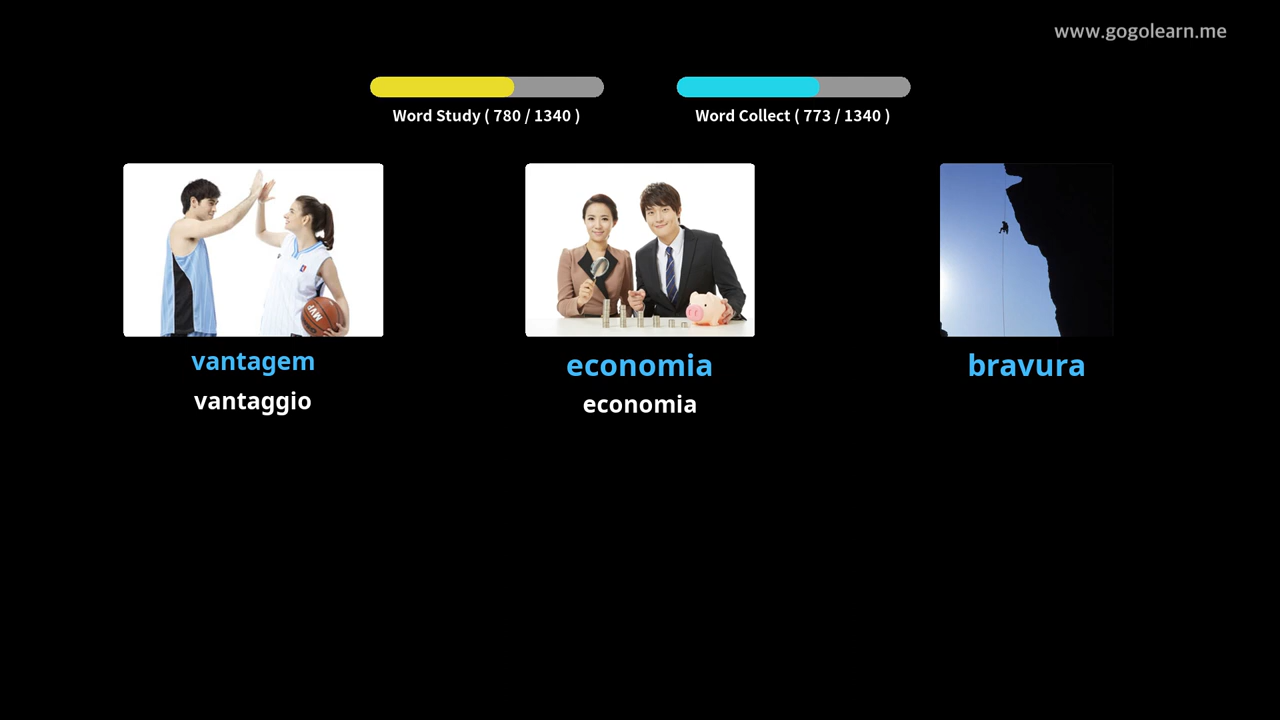 www.gogolearn.me
Word Study ( 780 / 1340 )
Word Collect ( 773 / 1340 )
vantagem
vantaggio
economia
economia
bravura